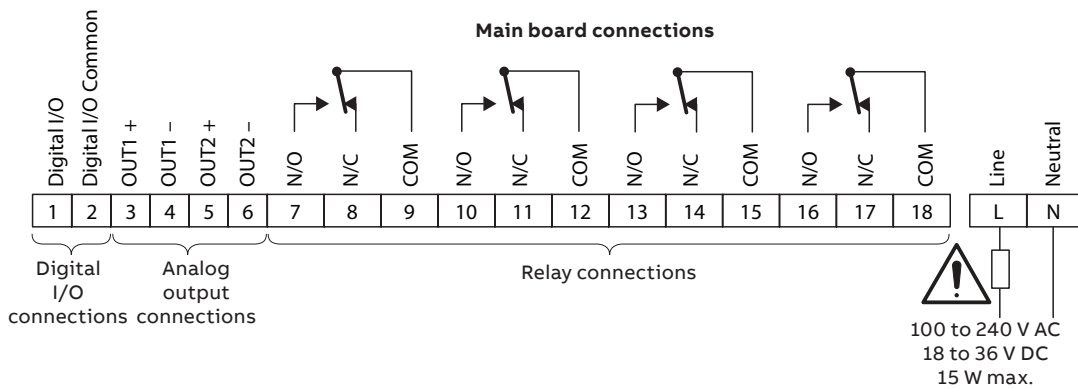 Main board connections
Digital I/O
Digital I/O Common
OUT1 +
OUT1 –
OUT2 +
OUT2 –
N/O
N/C
COM
N/O
N/C
COM
N/O
N/C
COM
N/O
N/C
COM
Line
Neutral
1 2 3 4 5 6 7 8 9 10 11 12 13 14 15 16 17 18 L N
Digital
I/O
connections
Analog
output
connections
Relay connections
100 to 240 V AC
18 to 36 V DC
15 W max.